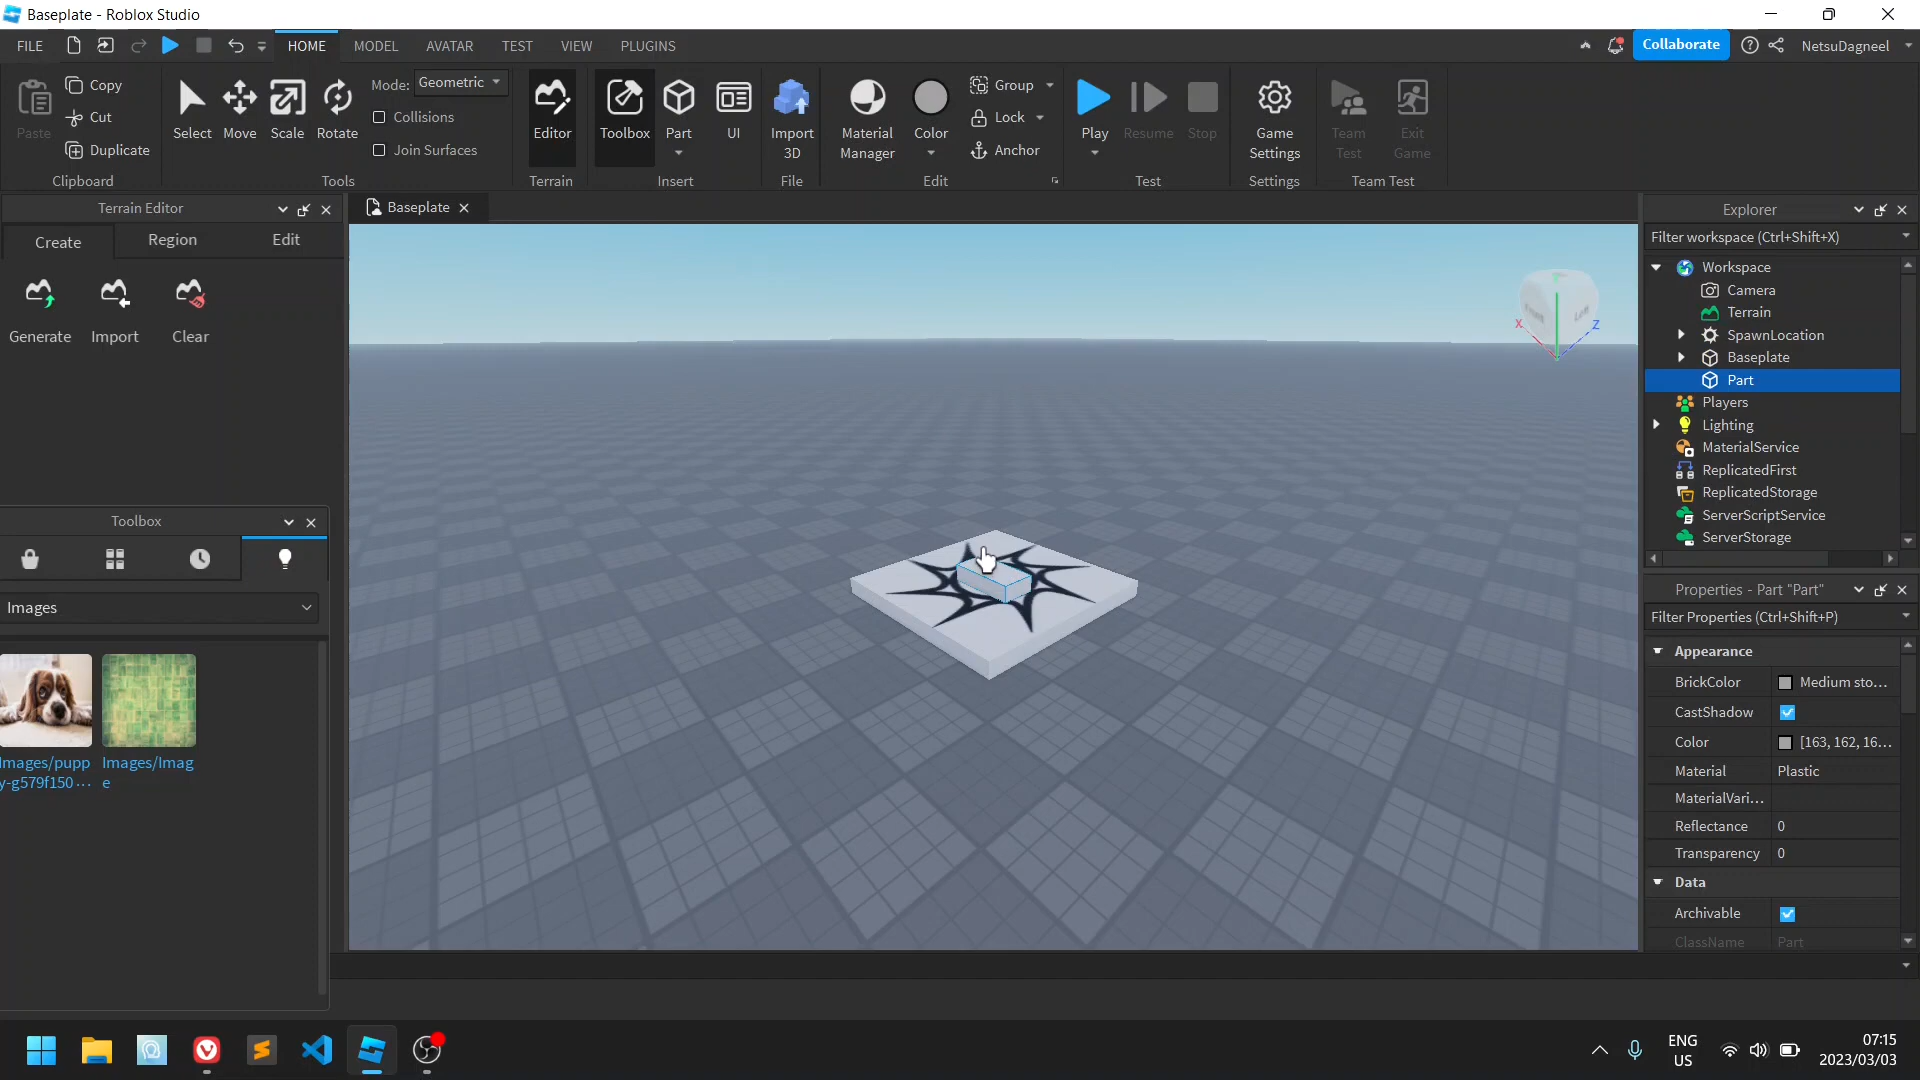 Baseplate - Roblox Studio
FILE
HOME
MODEL
AVATAR
TEST
VIEW
PLUGINS
Collaborate
NetsuDagneel
Paste
Copy
Cut
Duplicate
Clipboard
Select
Move
Scale
Rotate
Mode: Geometric
Collisions
Join Surfaces
Tools
Editor
Terrain
Toolbox
Part
UI
Insert
Import
3D
File
Material
Manager
Color
Group
Lock
Anchor
Edit
Play
Resume
Stop
Test
Game
Settings
Settings
Team
Test
Exit
Game
Team Test
Terrain Editor
Create
Region
Edit
Generate
Import
Clear
Toolbox
Images
Images/pupp
y-g579f150...
Images/Imag
e
Baseplate
X
Z
Explorer
Filter workspace (Ctrl+Shift+X)
Workspace
Camera
Terrain
SpawnLocation
Baseplate
Part
Players
Lighting
MaterialService
ReplicatedFirst
ReplicatedStorage
ServerScriptService
ServerStorage
Properties - Part "Part"
Filter Properties (Ctrl+Shift+P)
Appearance
BrickColor Medium sto...
CastShadow
Color [163, 162, 16...
Material Plastic
MaterialVari...
Reflectance 0
Transparency 0
Data
Archivable
ClassName Part
ENG
US
07:15
2023/03/03